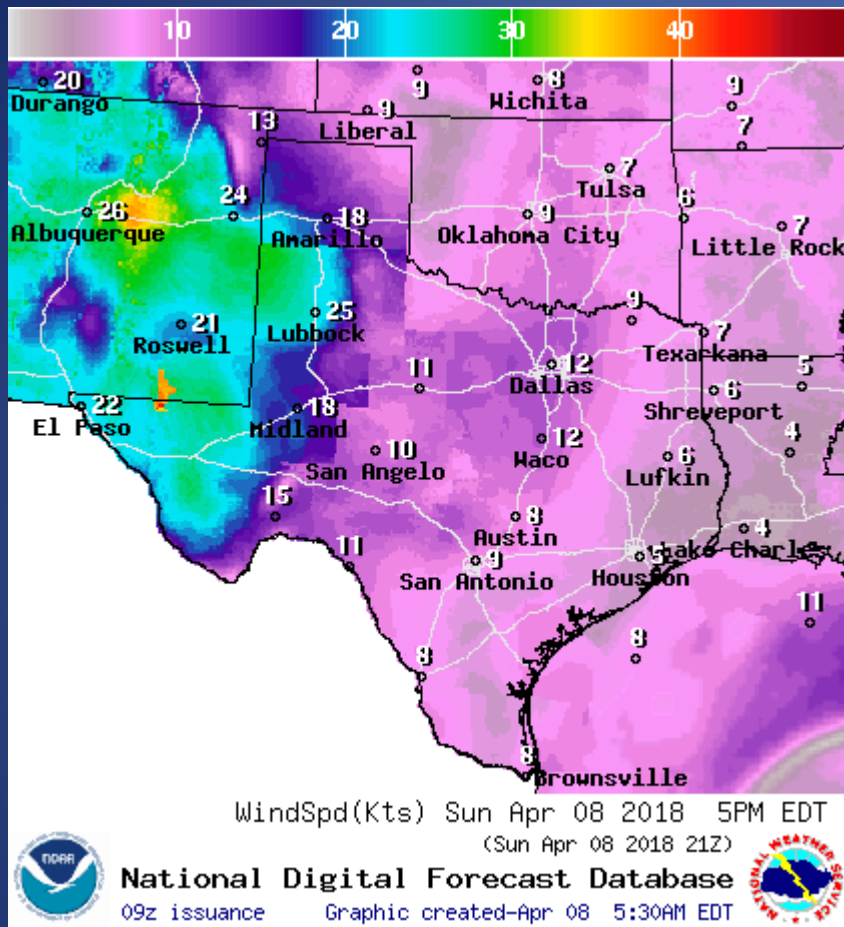 10 20 30 40
20
Durango
9
8
Wichita
9
9
Liberal
13
7
7
Tulsa
26
Albuquerque
24
18
Amarillo
9
Oklahoma City
6
7
Little Rock
21
Roswell
25
Lubbock
9
7
Texarkana
12
Dallas
11
5
6
Shreveport
22
El Paso
18
Midland
10
San Angelo
12
Waco
6
Lufkin
4
15
8
Austin
4
Lake Charles
11
9
San Antonio
5
Houston
11
8
8
8
Brownsville
WindSpd(Kts) Sun Apr 08 2018 5PM EDT
(Sun Apr 08 2018 21Z)
NOAA
National Digital Forecast Database
09z issuance Graphic created-Apr 08 5:30AM EDT
NATIONAL WEATHER SERVICE